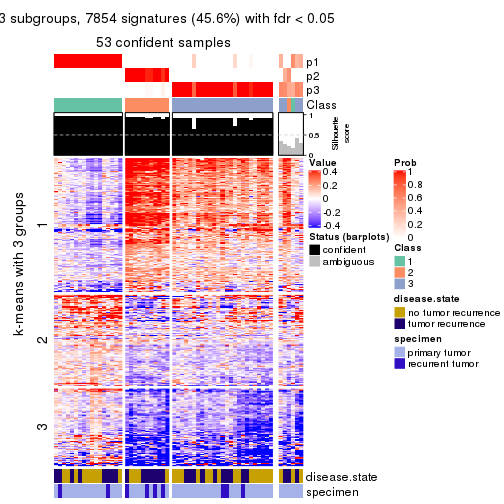 3 subgroups, 7854 signatures (45.6%) with fdr < 0.05
53 confident samples
p1
p2
p3
Class
1
0.5
0
Silhouette
score
k-means with 3 groups
1
2
3
disease.state
specimen
Value
0.4
0.2
0
-0.2
-0.4
Status (barplots)
confident
ambiguous
Prob
1
0.8
0.6
0.4
0.2
0
Class
1
2
3
disease.state
no tumor recurrence
tumor recurrence
specimen
primary tumor
recurrent tumor